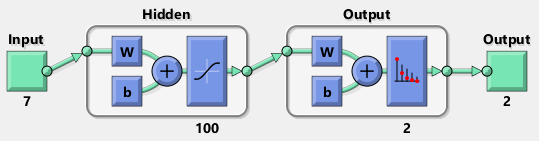 Hidden Output
Input Output
W W
b b
7 2
100 2